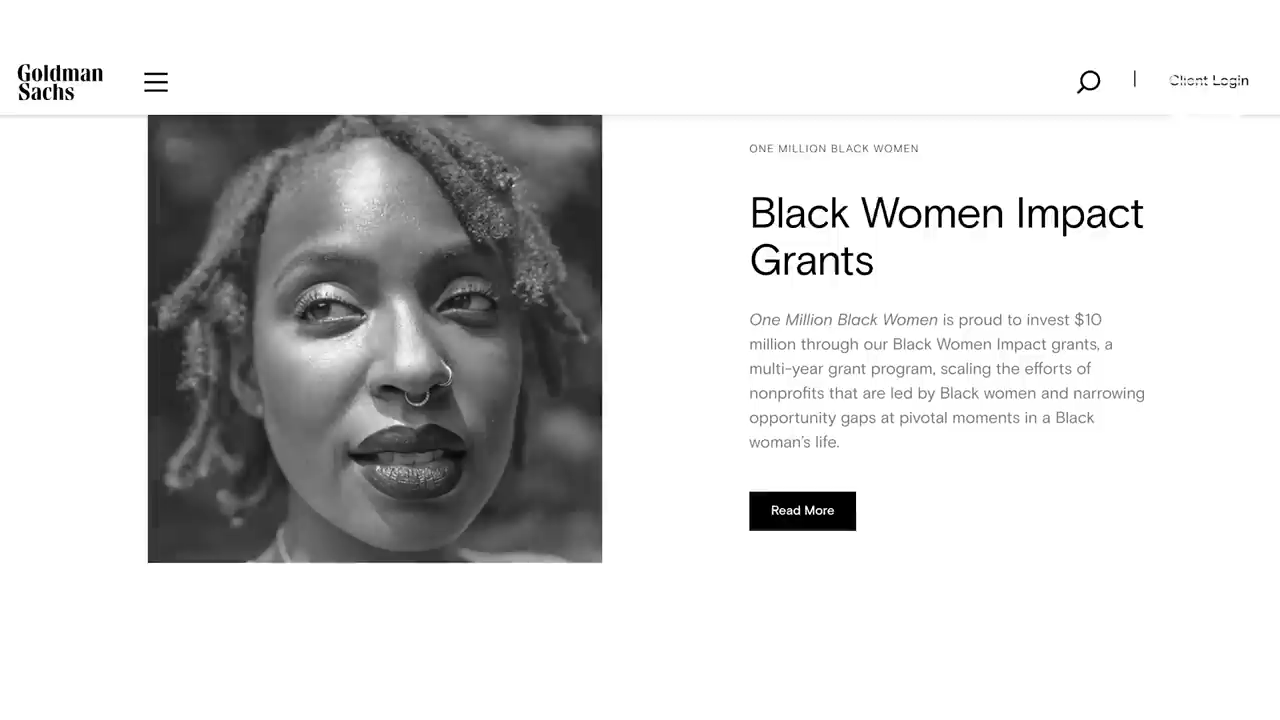 Goldman
Sachs
Client Login
ONE MILLION BLACK WOMEN
Black Women Impact
Grants
One Million Black Women is proud to invest $10
million through our Black Women Impact grants, a
multi-year grant program, scaling the efforts of
nonprofits that are led by Black women and narrowing
opportunity gaps at pivotal moments in a Black
woman's life.
Read More